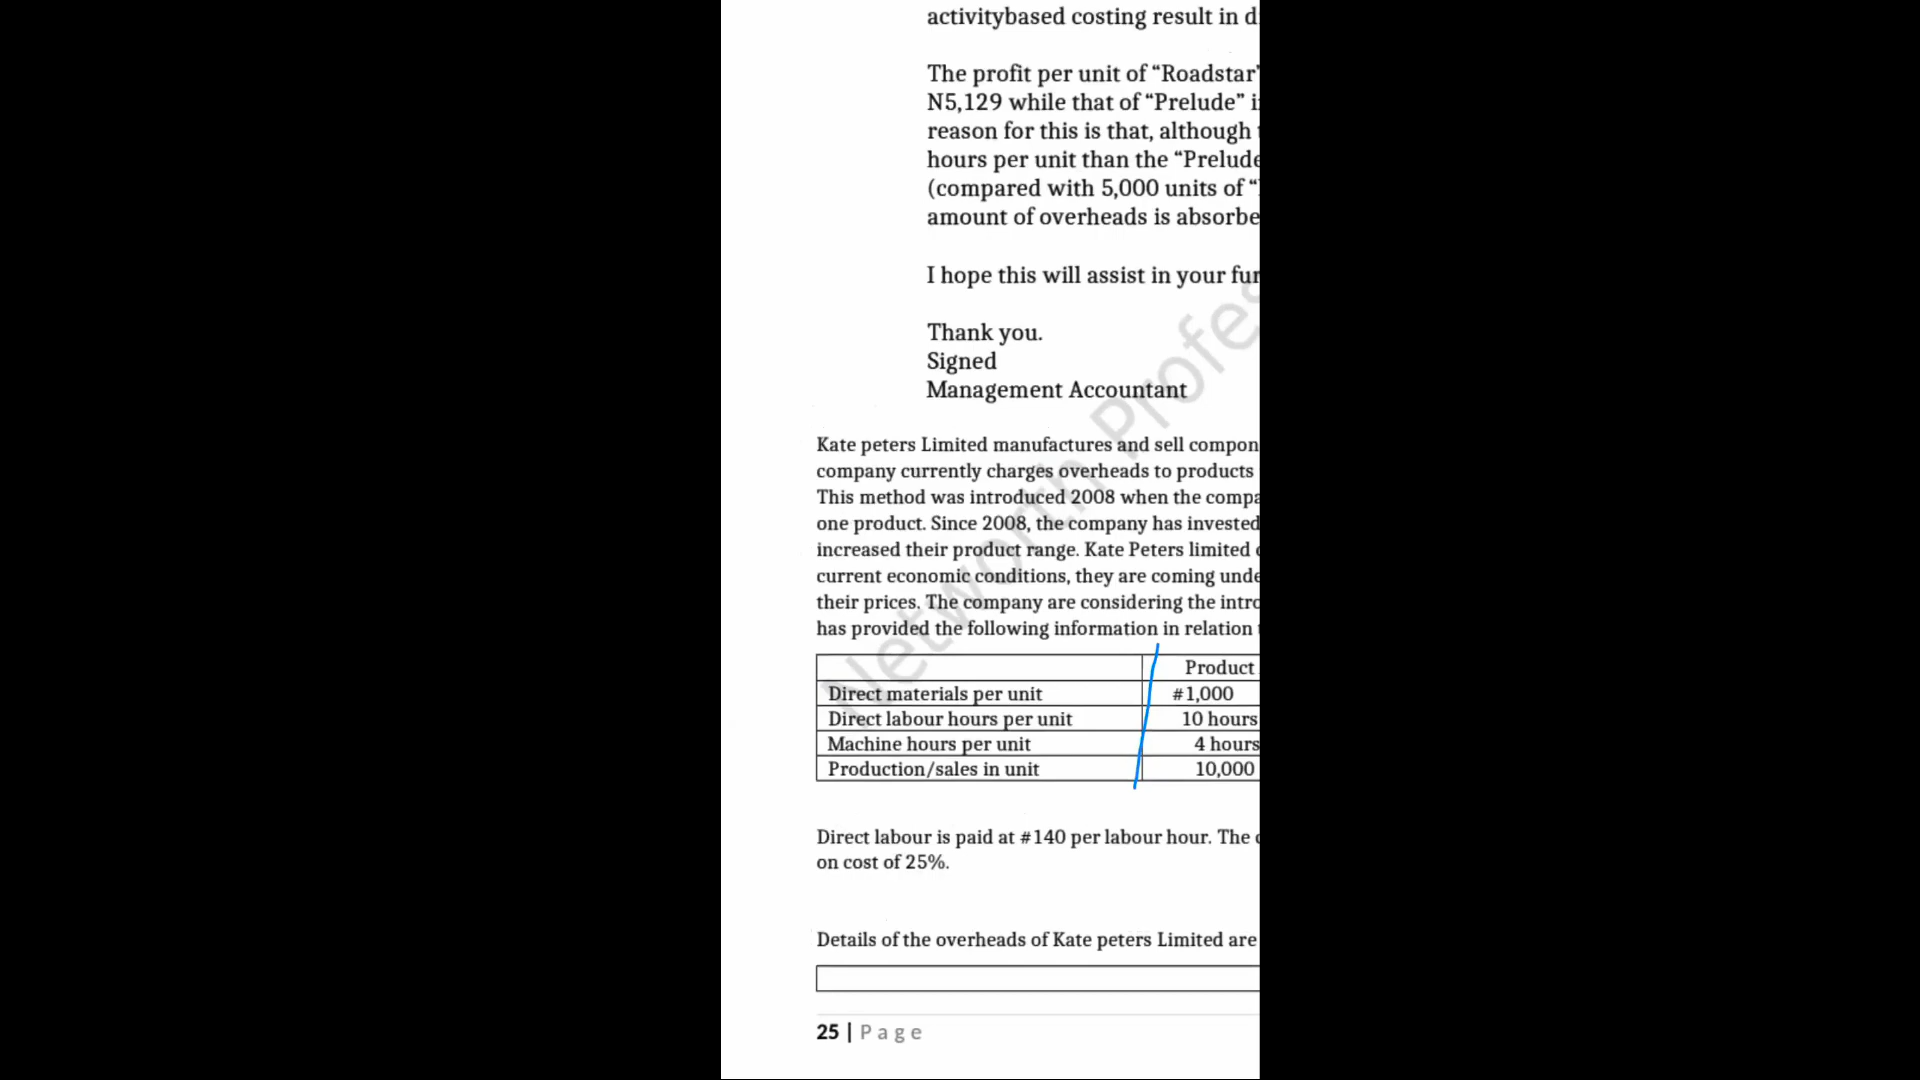 activitybased costing result in d
The profit per unit of “Roadstar”
N5,129 while that of “Prelude” i
reason for this is that, although
hours per unit than the “Prelude
(compared with 5,000 units of “
amount of overheads is absorbe
I hope this will assist in your fur
Thank you.
Signed
Management Accountant
Kate peters Limited manufactures and sell compon
company currently charges overheads to products
This method was introduced 2008 when the compa
one product. Since 2008, the company has invested
increased their product range. Kate Peters limited
current economic conditions, they are coming unde
their prices. The company are considering the intro
has provided the following information in relation
Product
Direct materials per unit #1,000
Direct labour hours per unit 10 hours
Machine hours per unit 4 hours
Production/sales in unit 10,000
Direct labour is paid at #140 per labour hour. The
on cost of 25%.
Details of the overheads of Kate peters Limited are
25 | Page
Networth Profes